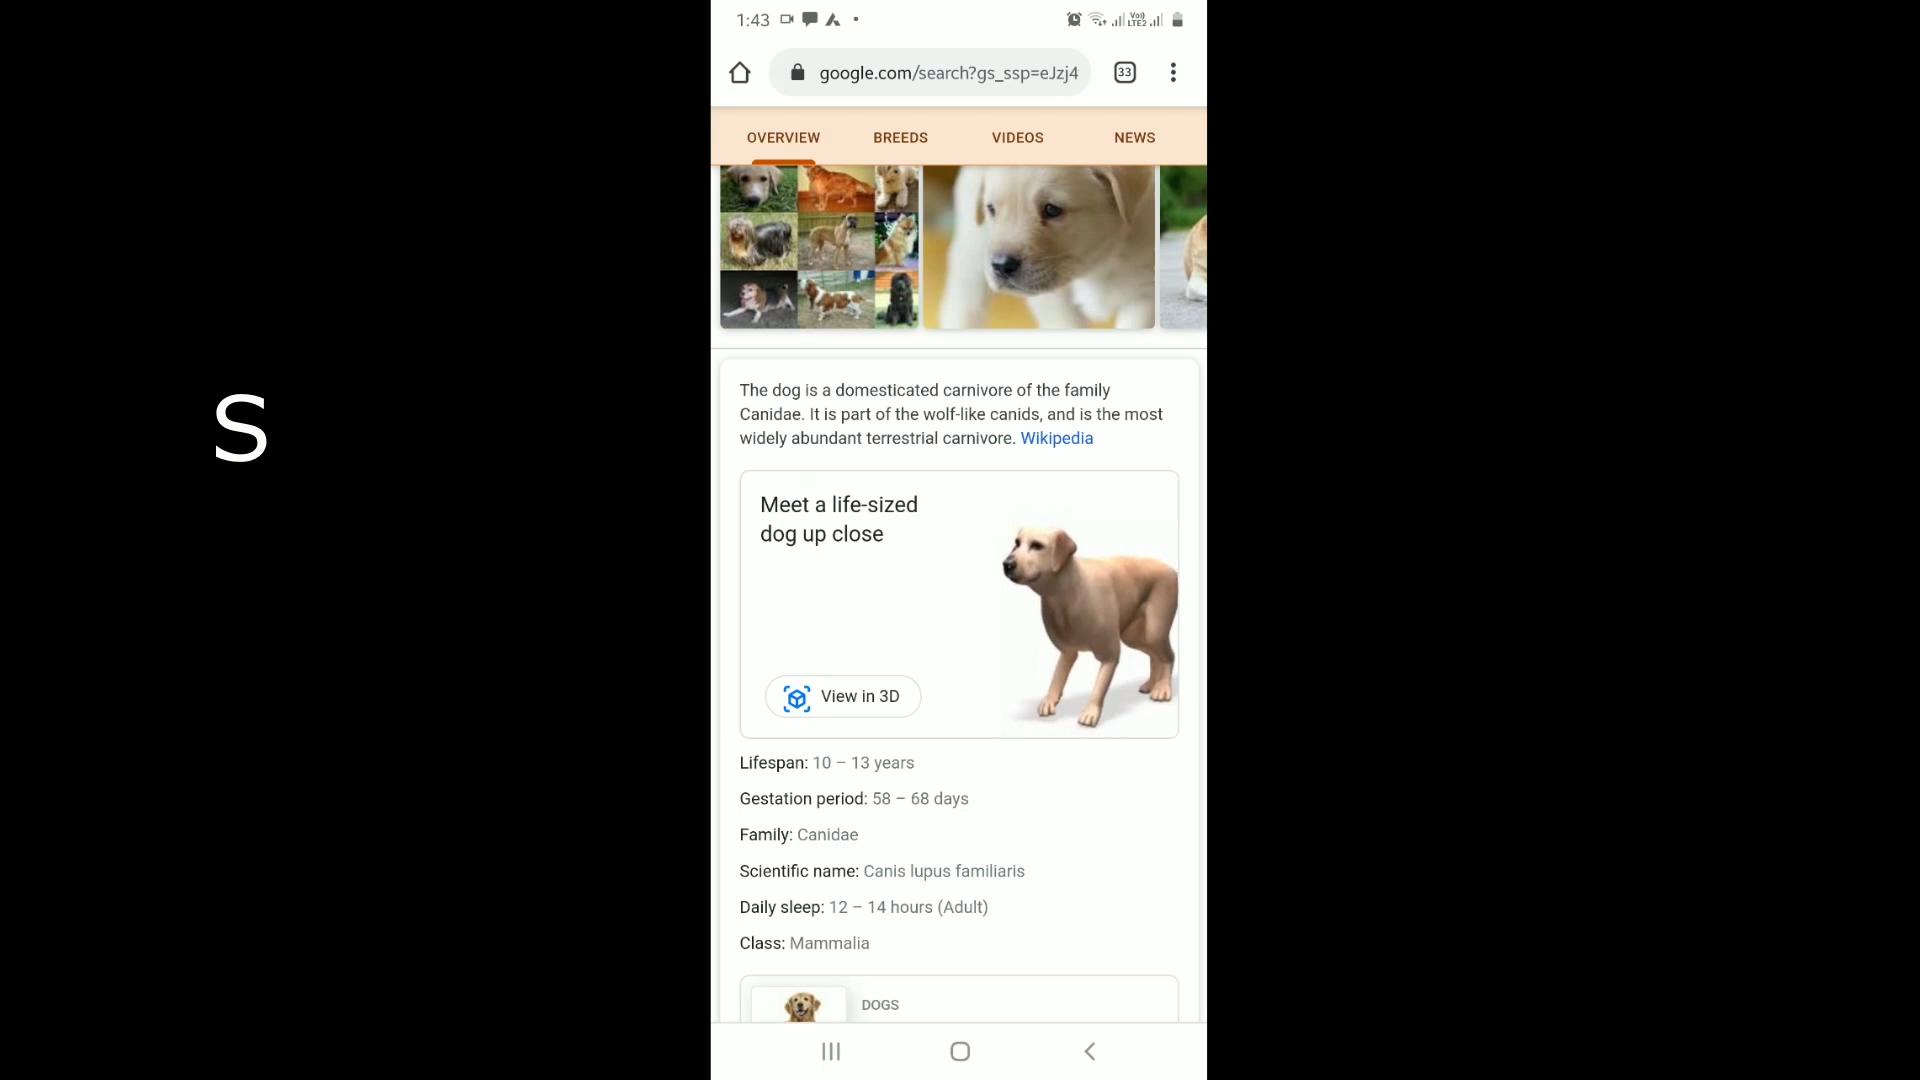 1:43
Vo))
LTE2
google.com/search?gs_ssp=eJzj4
33
OVERVIEW BREEDS VIDEOS NEWS
The dog is a domesticated carnivore of the family
Canidae. It is part of the wolf-like canids, and is the most
widely abundant terrestrial carnivore. Wikipedia
S
Meet a life-sized
dog up close
View in 3D
Lifespan: 10 – 13 years
Gestation period: 58 – 68 days
Family: Canidae
Scientific name: Canis lupus familiaris
Daily sleep: 12 – 14 hours (Adult)
Class: Mammalia
DOGS